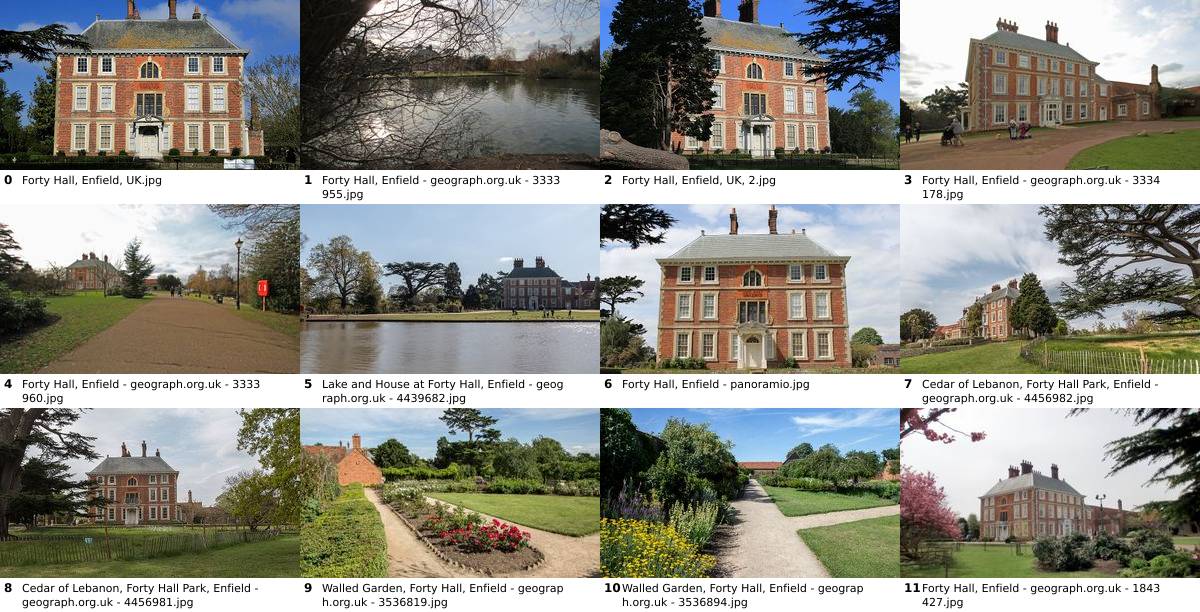 0 Forty Hall, Enfield, UK.jpg
1 Forty Hall, Enfield - geograph.org.uk - 3333
955.jpg
2 Forty Hall, Enfield, UK, 2.jpg
3 Forty Hall, Enfield - geograph.org.uk - 3334
178.jpg
4 Forty Hall, Enfield - geograph.org.uk - 3333
960.jpg
5 Lake and House at Forty Hall, Enfield - geog
raph.org.uk - 4439682.jpg
6 Forty Hall, Enfield - panoramio.jpg
7 Cedar of Lebanon, Forty Hall Park, Enfield -
geograph.org.uk - 4456982.jpg
8 Cedar of Lebanon, Forty Hall Park, Enfield -
geograph.org.uk - 4456981.jpg
9 Walled Garden, Forty Hall, Enfield - geograp
h.org.uk - 3536819.jpg
10 Walled Garden, Forty Hall, Enfield - geograp
h.org.uk - 3536894.jpg
11 Forty Hall, Enfield - geograph.org.uk - 1843
427.jpg